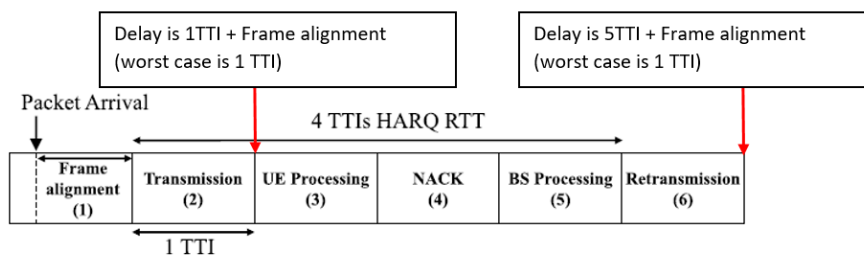 Delay is 1TTI + Frame alignment
(worst case is 1 TTI)
Delay is 5TTI + Frame alignment
(worst case is 1 TTI)
Packet Arrival
4 TTIs HARQ RTT
Frame
alignment
(1)
Transmission
(2)
UE Processing
(3)
NACK
(4)
BS Processing
(5)
Retransmission
(6)
1 TTI